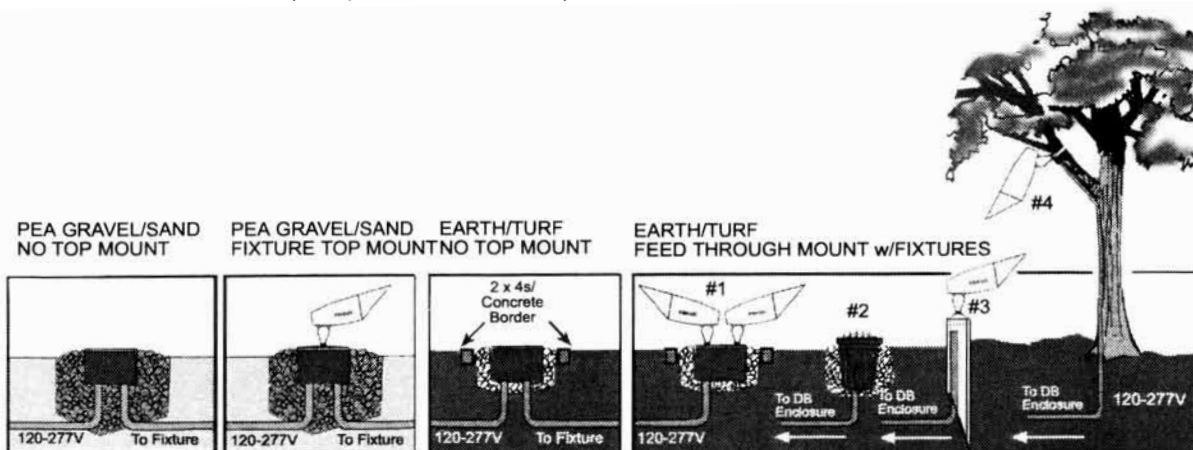 PEA GRAVEL/SAND
NO TOP MOUNT
PEA GRAVEL/SAND
FIXTURE TOP MOUNT
EARTH/TURF
NO TOP MOUNT
EARTH/TURF
FEED THROUGH MOUNT w/FIXTURES
120-277V
To Fixture
120-277V
To Fixture
2 x 4s/
Concrete
Border
120-277V
To Fixture
#1
#2
#3
#4
120-277V
To DB
Enclosure
To DB
Enclosure
To DB
Enclosure
120-277V